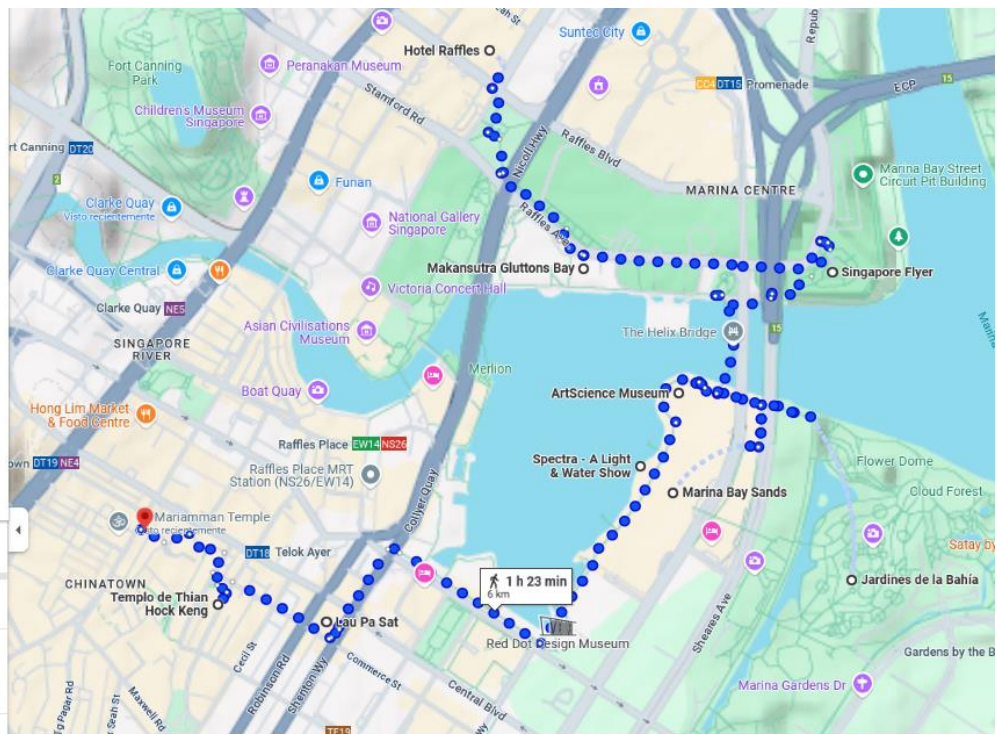 Fort Canning
Park
Hotel Raffles
Peranakan Museum
Suntec City
CC4 DT15 Promenade
ECP
15
Children's Museum
Singapore
Stamford Rd
Nicoll Hwy
Raffles Blvd
rt Canning DT20
2
Funan
MARINA CENTRE
Marina Bay Street
Circuit Pit Building
Clarke Quay
Visto recientemente
National Gallery
Singapore
Raffles Ave
Clarke Quay Central
Makansutra Gluttons Bay
Singapore Flyer
Victoria Concert Hall
Clarke Quay NE5
Asian Civilisations
Museum
The Helix Bridge
15
SINGAPORE
RIVER
Merlion
Boat Quay
ArtScience Museum
Hong Lim Market
& Food Centre
Raffles Place EW14 NS26
Raffles Place MRT
Station (NS26/EW14)
own DT19 NE4
Spectra - A Light
& Water Show
Flower Dome
Marina Bay Sands
Cloud Forest
Collyer Quay
Mariamman Temple
Visto recientemente
DT18 Telok Ayer
Satay by
CHINATOWN
1 h 23 min
6 km
Jardines de la Bahía
Templo de Thian
Hock Keng
Lau Pa Sat
Red Dot Design Museum
Sheares Ave
Gardens by the B
Cecil St
Robinson Rd
Shenton Wy
Commerce St
Central Blvd
Marina Gardens Dr
Maxwell Rd
TE19